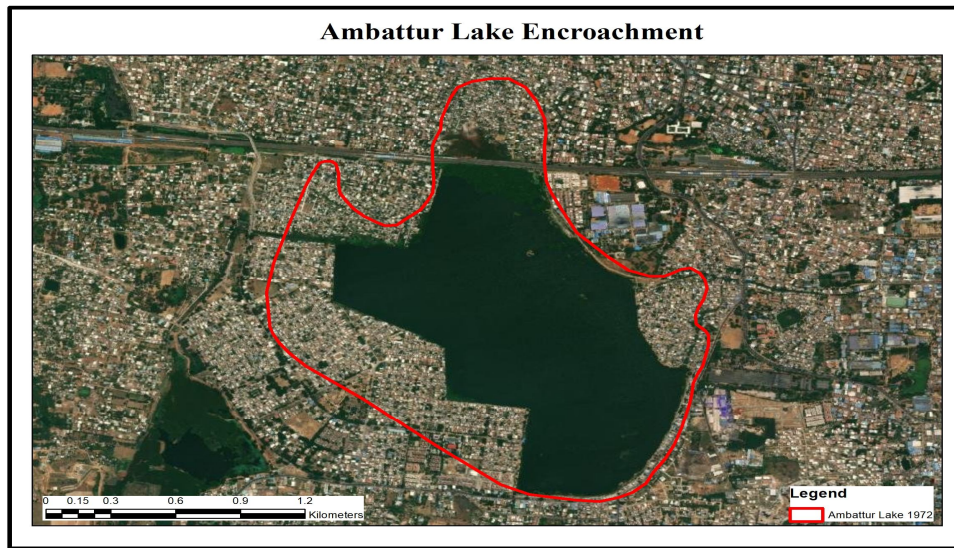 Ambattur Lake Encroachment
0 0.15 0.3 0.6 0.9 1.2
Kilometers
Legend
Ambattur Lake 1972